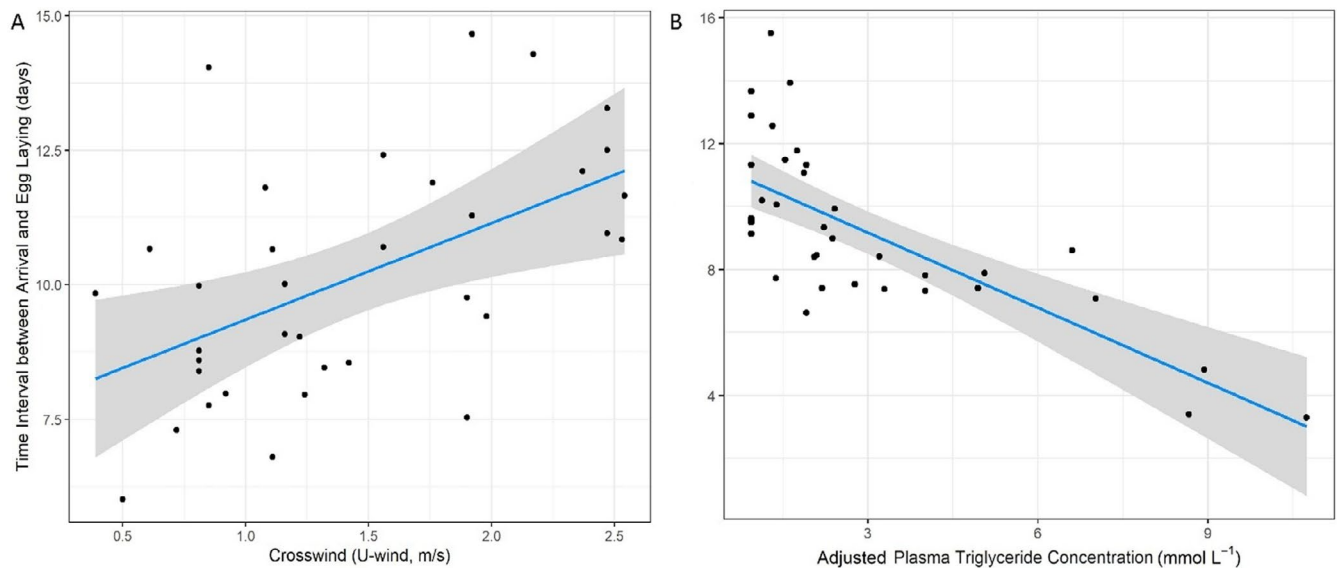 A
15.0
12.5
10.0
7.5
0.5 1.0 1.5 2.0 2.5
Time Interval between Arrival and Egg Laying (days)
Crosswind (U-wind, m/s)
B
16
12
8
4
3 6 9
Adjusted Plasma Triglyceride Concentration (mmol L⁻¹)